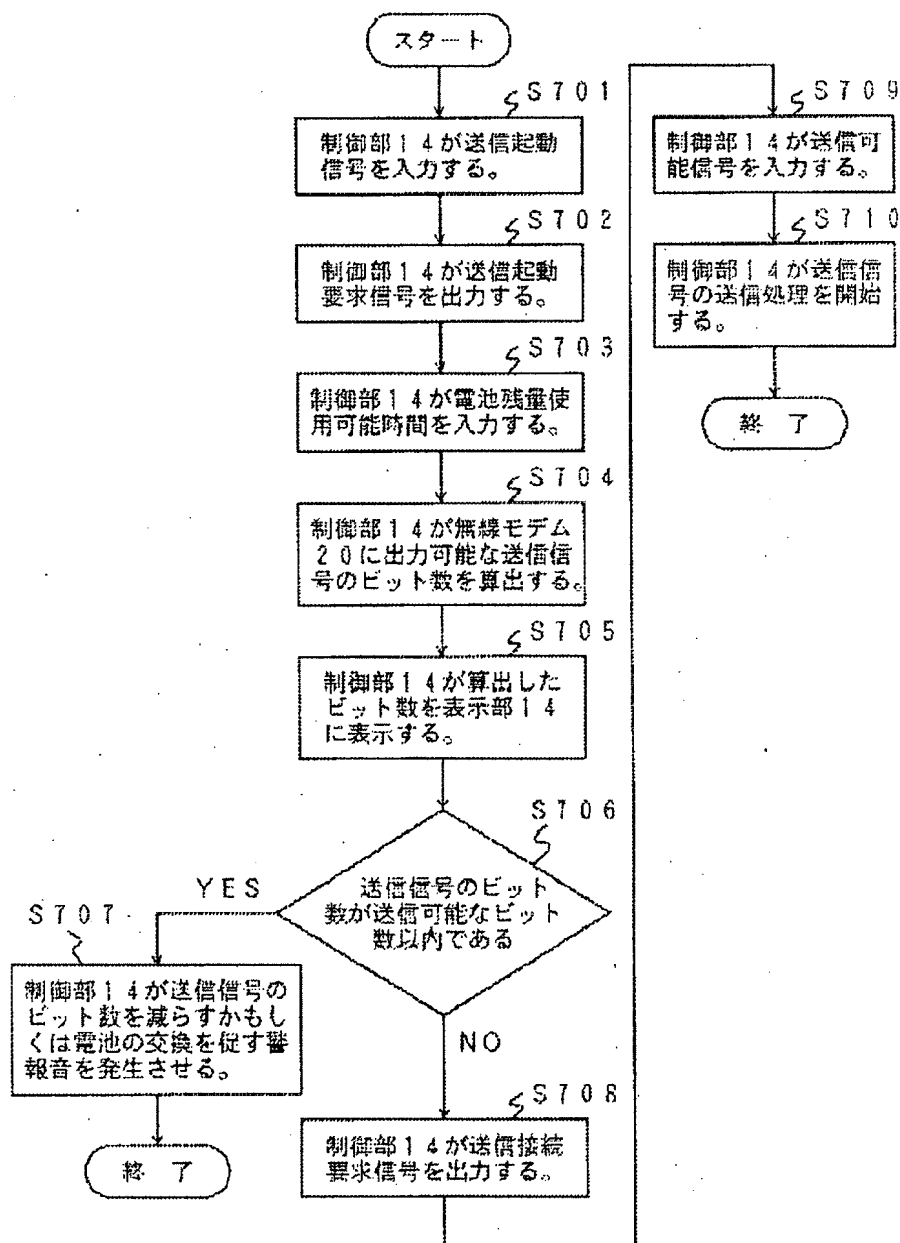 スタート
S701
制御部14が送信起動
信号を入力する。
S702
制御部14が送信起動
要求信号を出力する。
S703
制御部14が電池残量使
用可能時間を入力する。
S704
制御部14が無線モデム
20に出力可能な送信信
号のビット数を算出する。
S705
制御部14が算出した
ビット数を表示部14
に表示する。
S706
送信信号のビット
数が送信可能なビット
数以内である
YES
S707
制御部14が送信信号の
ビット数を減らすかもし
くは電池の交換を促す警
報音を発生させる。
終了
NO
S708
制御部14が送信接続
要求信号を出力する。
S709
制御部14が送信可
能信号を入力する。
S710
制御部14が送信信
号の送信処理を開始
する。
終了